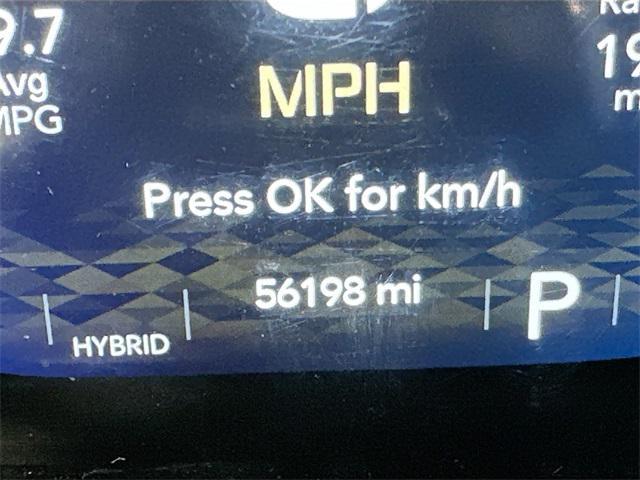 9.7
Avg
MPG
MPH
Press OK for km/h
56198 mi
HYBRID
P